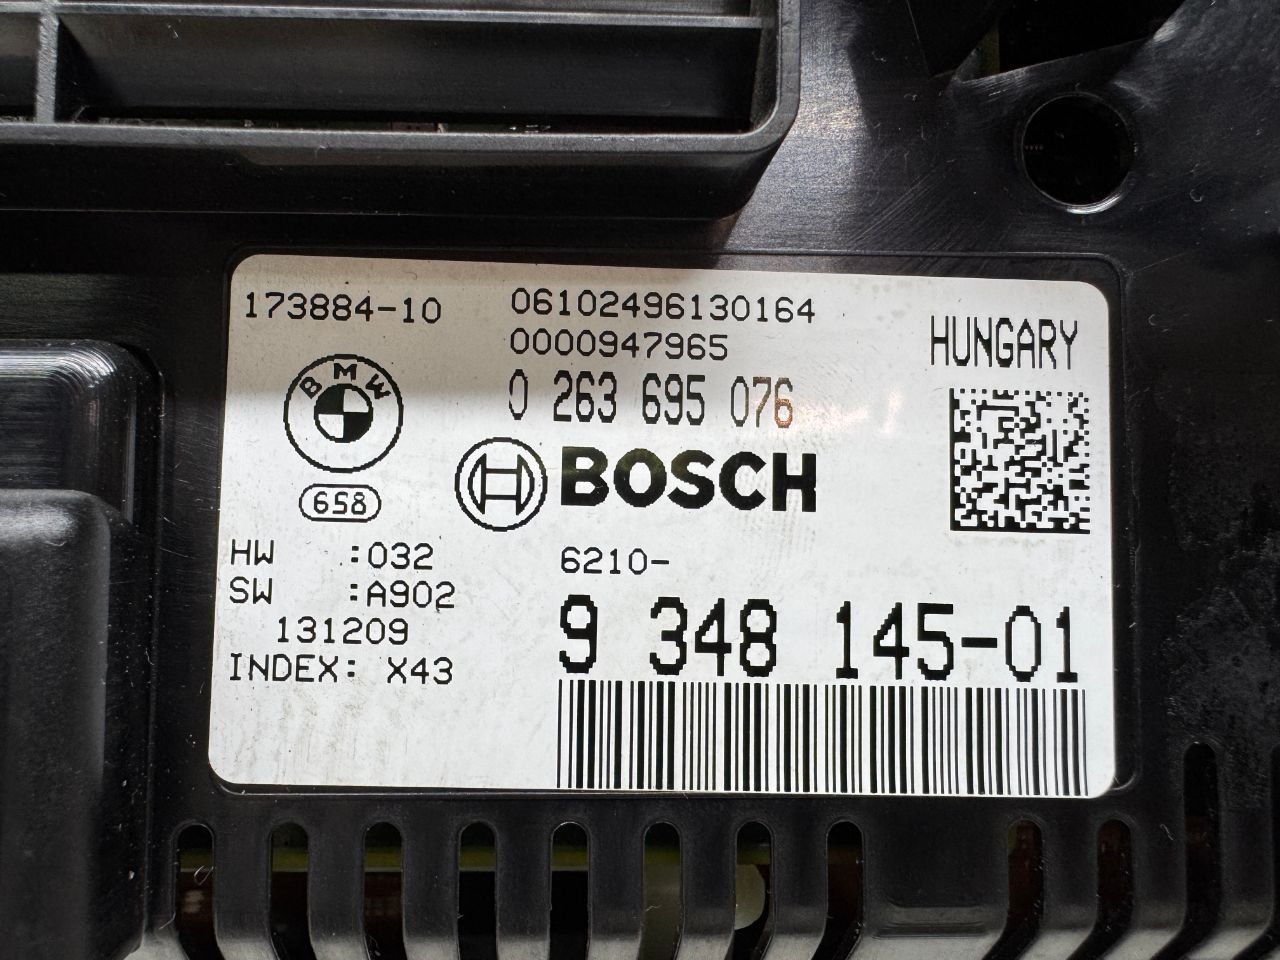 173884-10
06102496130164
0000947965
0 263 695 076
HUNGARY
BMW
658
BOSCH
HW :032
SW :A902
131209
INDEX: X43
6210-
9 348 145-01